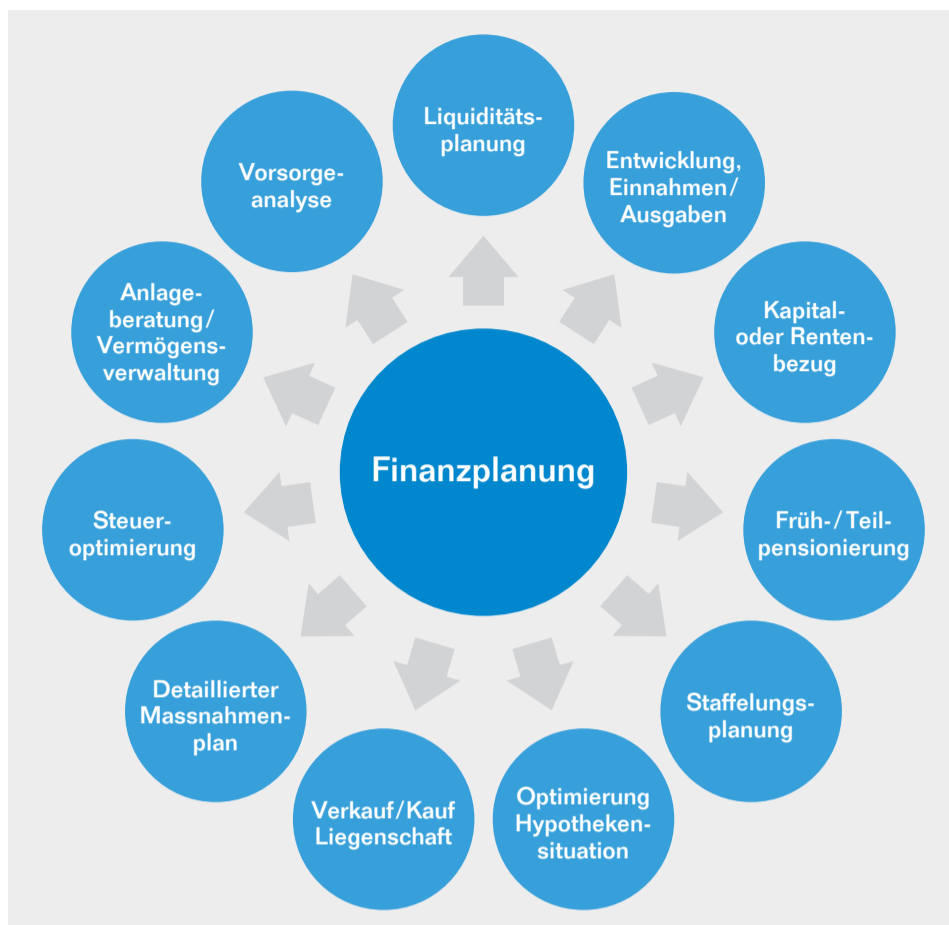 Liquiditäts-
planung
Entwicklung,
Einnahmen/
Ausgaben
Kapital-
oder Renten-
bezug
Früh-/Teil-
pensionierung
Staffelungs-
planung
Optimierung
Hypotheken-
situation
Verkauf/Kauf
Liegenschaft
Detaillierter
Massnahmen-
plan
Steuer-
optimierung
Anlage-
beratung/
Vermögens-
verwaltung
Vorsorge-
analyse
Finanzplanung